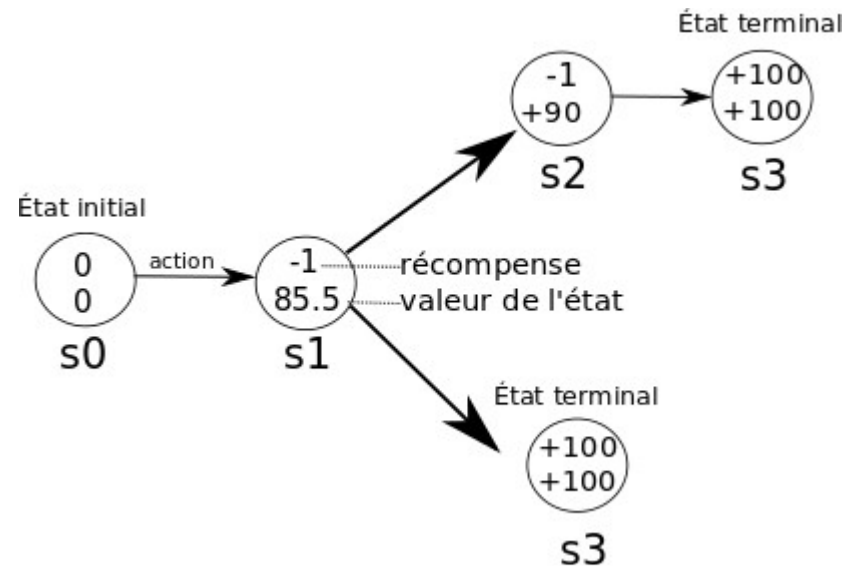 État terminal
-1
+90
s2
+100
+100
s3
État initial
0
0
s0
action
-1
85.5
s1
récompense
valeur de l'état
État terminal
+100
+100
s3